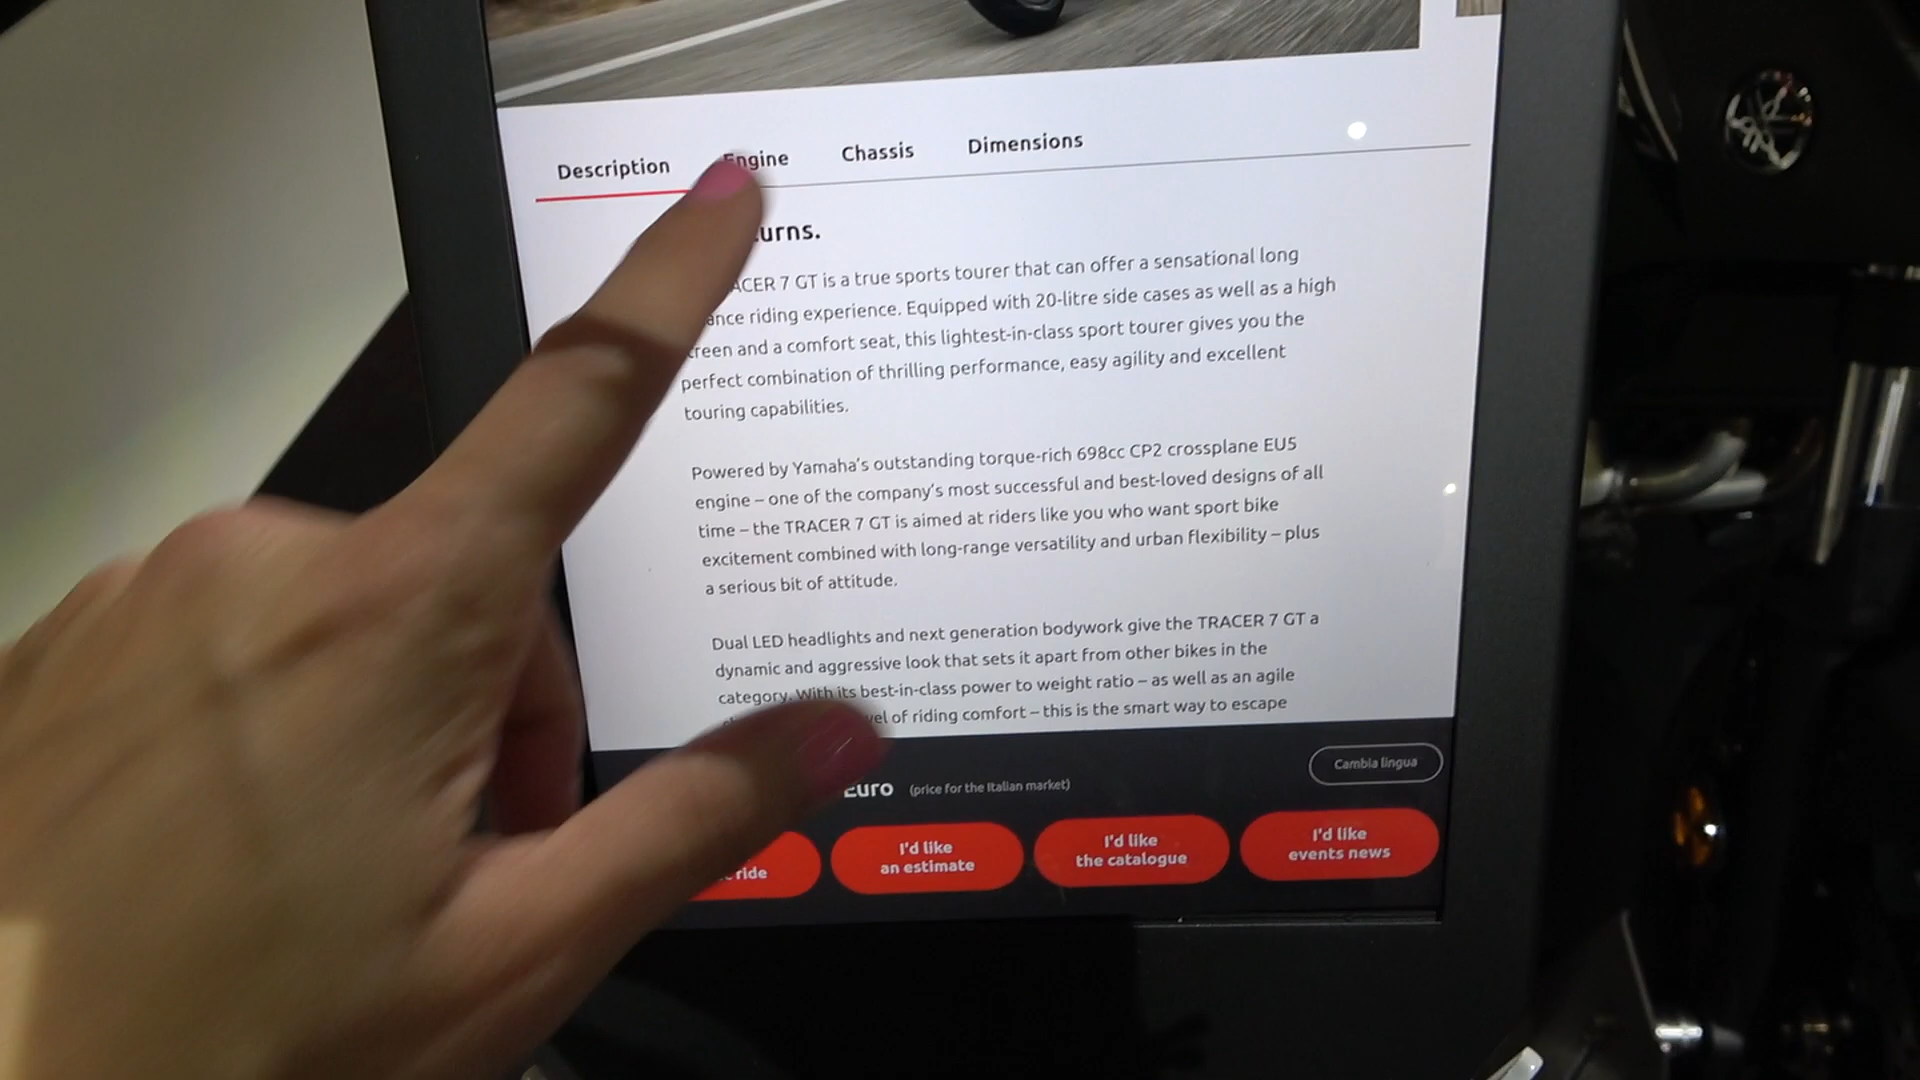 Description Engine Chassis Dimensions
7 GT is a true sports tourer that can offer a sensational long
riding experience. Equipped with 20-litre side cases as well as a high
and a comfort seat, this lightest-in-class sport tourer gives you the
perfect combination of thrilling performance, easy agility and excellent
touring capabilities.
Powered by Yamaha's outstanding torque-rich 698cc CP2 crossplane EU5
engine – one of the company's most successful and best-loved designs of all
time – the TRACER 7 GT is aimed at riders like you who want sport bike
excitement combined with long-range versatility and urban flexibility – plus
a serious bit of attitude.
Dual LED headlights and next generation bodywork give the TRACER 7 GT a
dynamic and aggressive look that sets it apart from other bikes in the
category. With its best-in-class power to weight ratio – as well as an agile
of riding comfort – this is the smart way to escape
Euro (price for the Italian market)
Cambia lingua
ride
I'd like
an estimate
I'd like
the catalogue
I'd like
events news